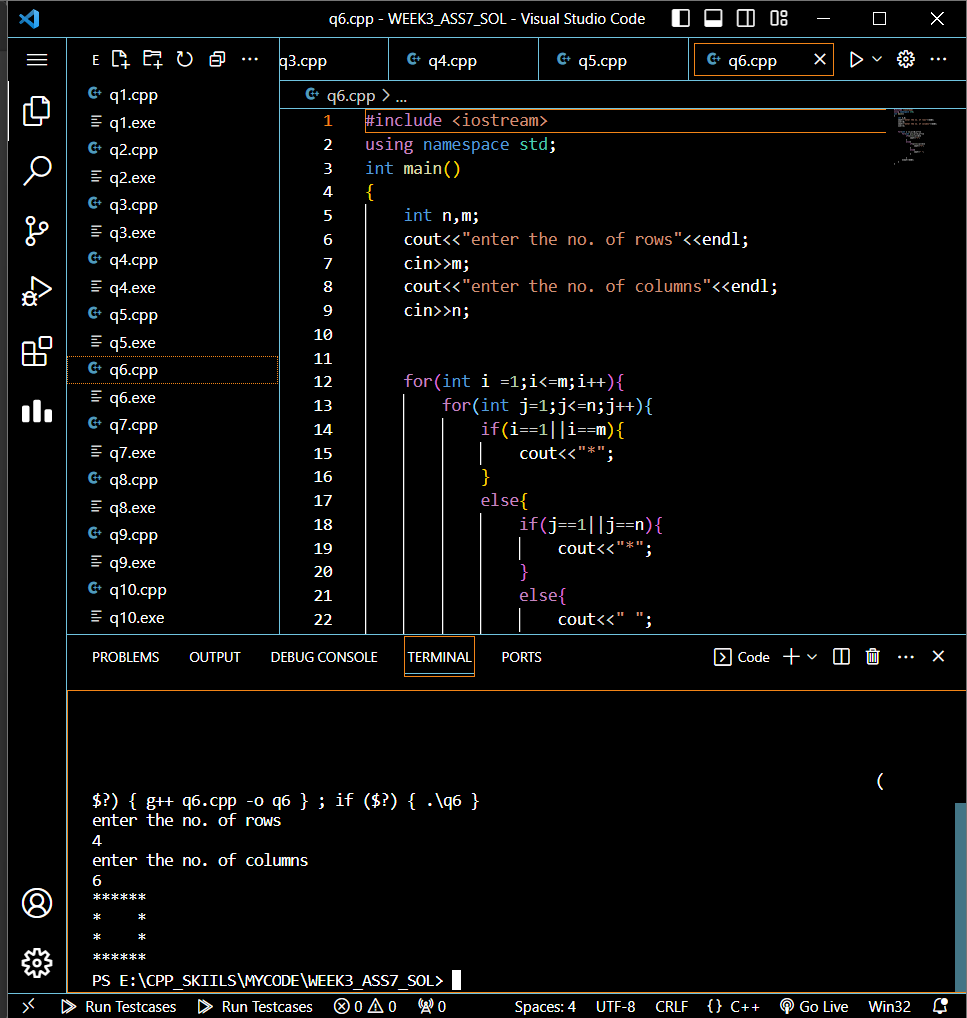 q6.cpp - WEEK3_ASS7_SOL - Visual Studio Code
E
q3.cpp
q4.cpp
q5.cpp
q6.cpp
q6.cpp > ...
q1.cpp
q1.exe
q2.cpp
q2.exe
q3.cpp
q3.exe
q4.cpp
q4.exe
q5.cpp
q5.exe
q6.cpp
q6.exe
q7.cpp
q7.exe
q8.cpp
q8.exe
q9.cpp
q9.exe
q10.cpp
q10.exe
1 #include <iostream>
2 using namespace std;
3 int main()
4 {
5     int n,m;
6     cout<<"enter the no. of rows"<<endl;
7     cin>>m;
8     cout<<"enter the no. of columns"<<endl;
9     cin>>n;
10
11
12     for(int i =1;i<=m;i++){
13         for(int j=1;j<=n;j++){
14             if(i==1||i==m){
15                 cout<<"*";
16             }
17             else{
18                 if(j==1||j==n){
19                     cout<<"*";
20                 }
21                 else{
22                     cout<<" ";
PROBLEMS OUTPUT DEBUG CONSOLE TERMINAL PORTS
Code
(
$?) { g++ q6.cpp -o q6 } ; if ($?) { .\q6 }
enter the no. of rows
4
enter the no. of columns
6
******
*    *
*    *
******
PS E:\CPP_SKIILS\MYCODE\WEEK3_ASS7_SOL>
Run Testcases Run Testcases 0 0 0 Spaces: 4 UTF-8 CRLF {} C++ Go Live Win32